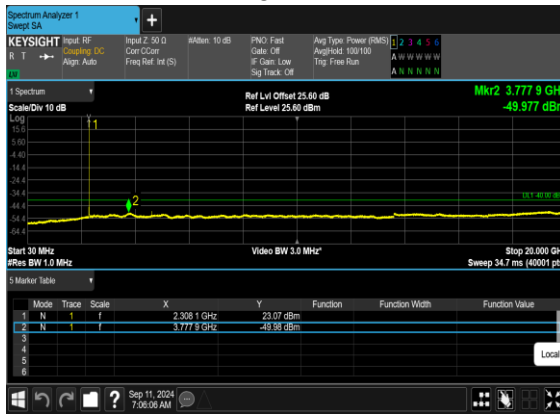 Spectrum Analyzer 1
Swept SA
KEYSIGHT Input: RF Input Z: 50 Ω #Atten: 10 dB PNO: Fast Avg Type: Power (RMS) 1 2 3 4 5 6
R T Coupling: DC Corr CCorr Gate: Off Avg|Hold: 100/100 A W W W W W
Align: Auto Freq Ref: Int (S) IF Gain: Low Trig: Free Run
Sig Track: Off A N N N N N
1 Spectrum Ref Lvl Offset 25.60 dB Mkr2 3.777 9 GH
Scale/Div 10 dB Ref Level 25.60 dBm -49.977 dBr
Log
15.6
5.60
-4.40
-14.4
-24.4
-34.4
-44.4
-54.4
-64.4
1
2
DL1 -40.00 dB
Start 30 MHz Video BW 3.0 MHz* Stop 20.000 GH
#Res BW 1.0 MHz Sweep 34.7 ms (40001 pt
5 Marker Table
Mode Trace Scale X Y Function Function Width Function Value
1 N 1 f 2.308 1 GHz 23.07 dBm
2 N 1 f 3.777 9 GHz -49.98 dBm
3
4
5
6
Local
? Sep 11, 2024
7:06:06 AM